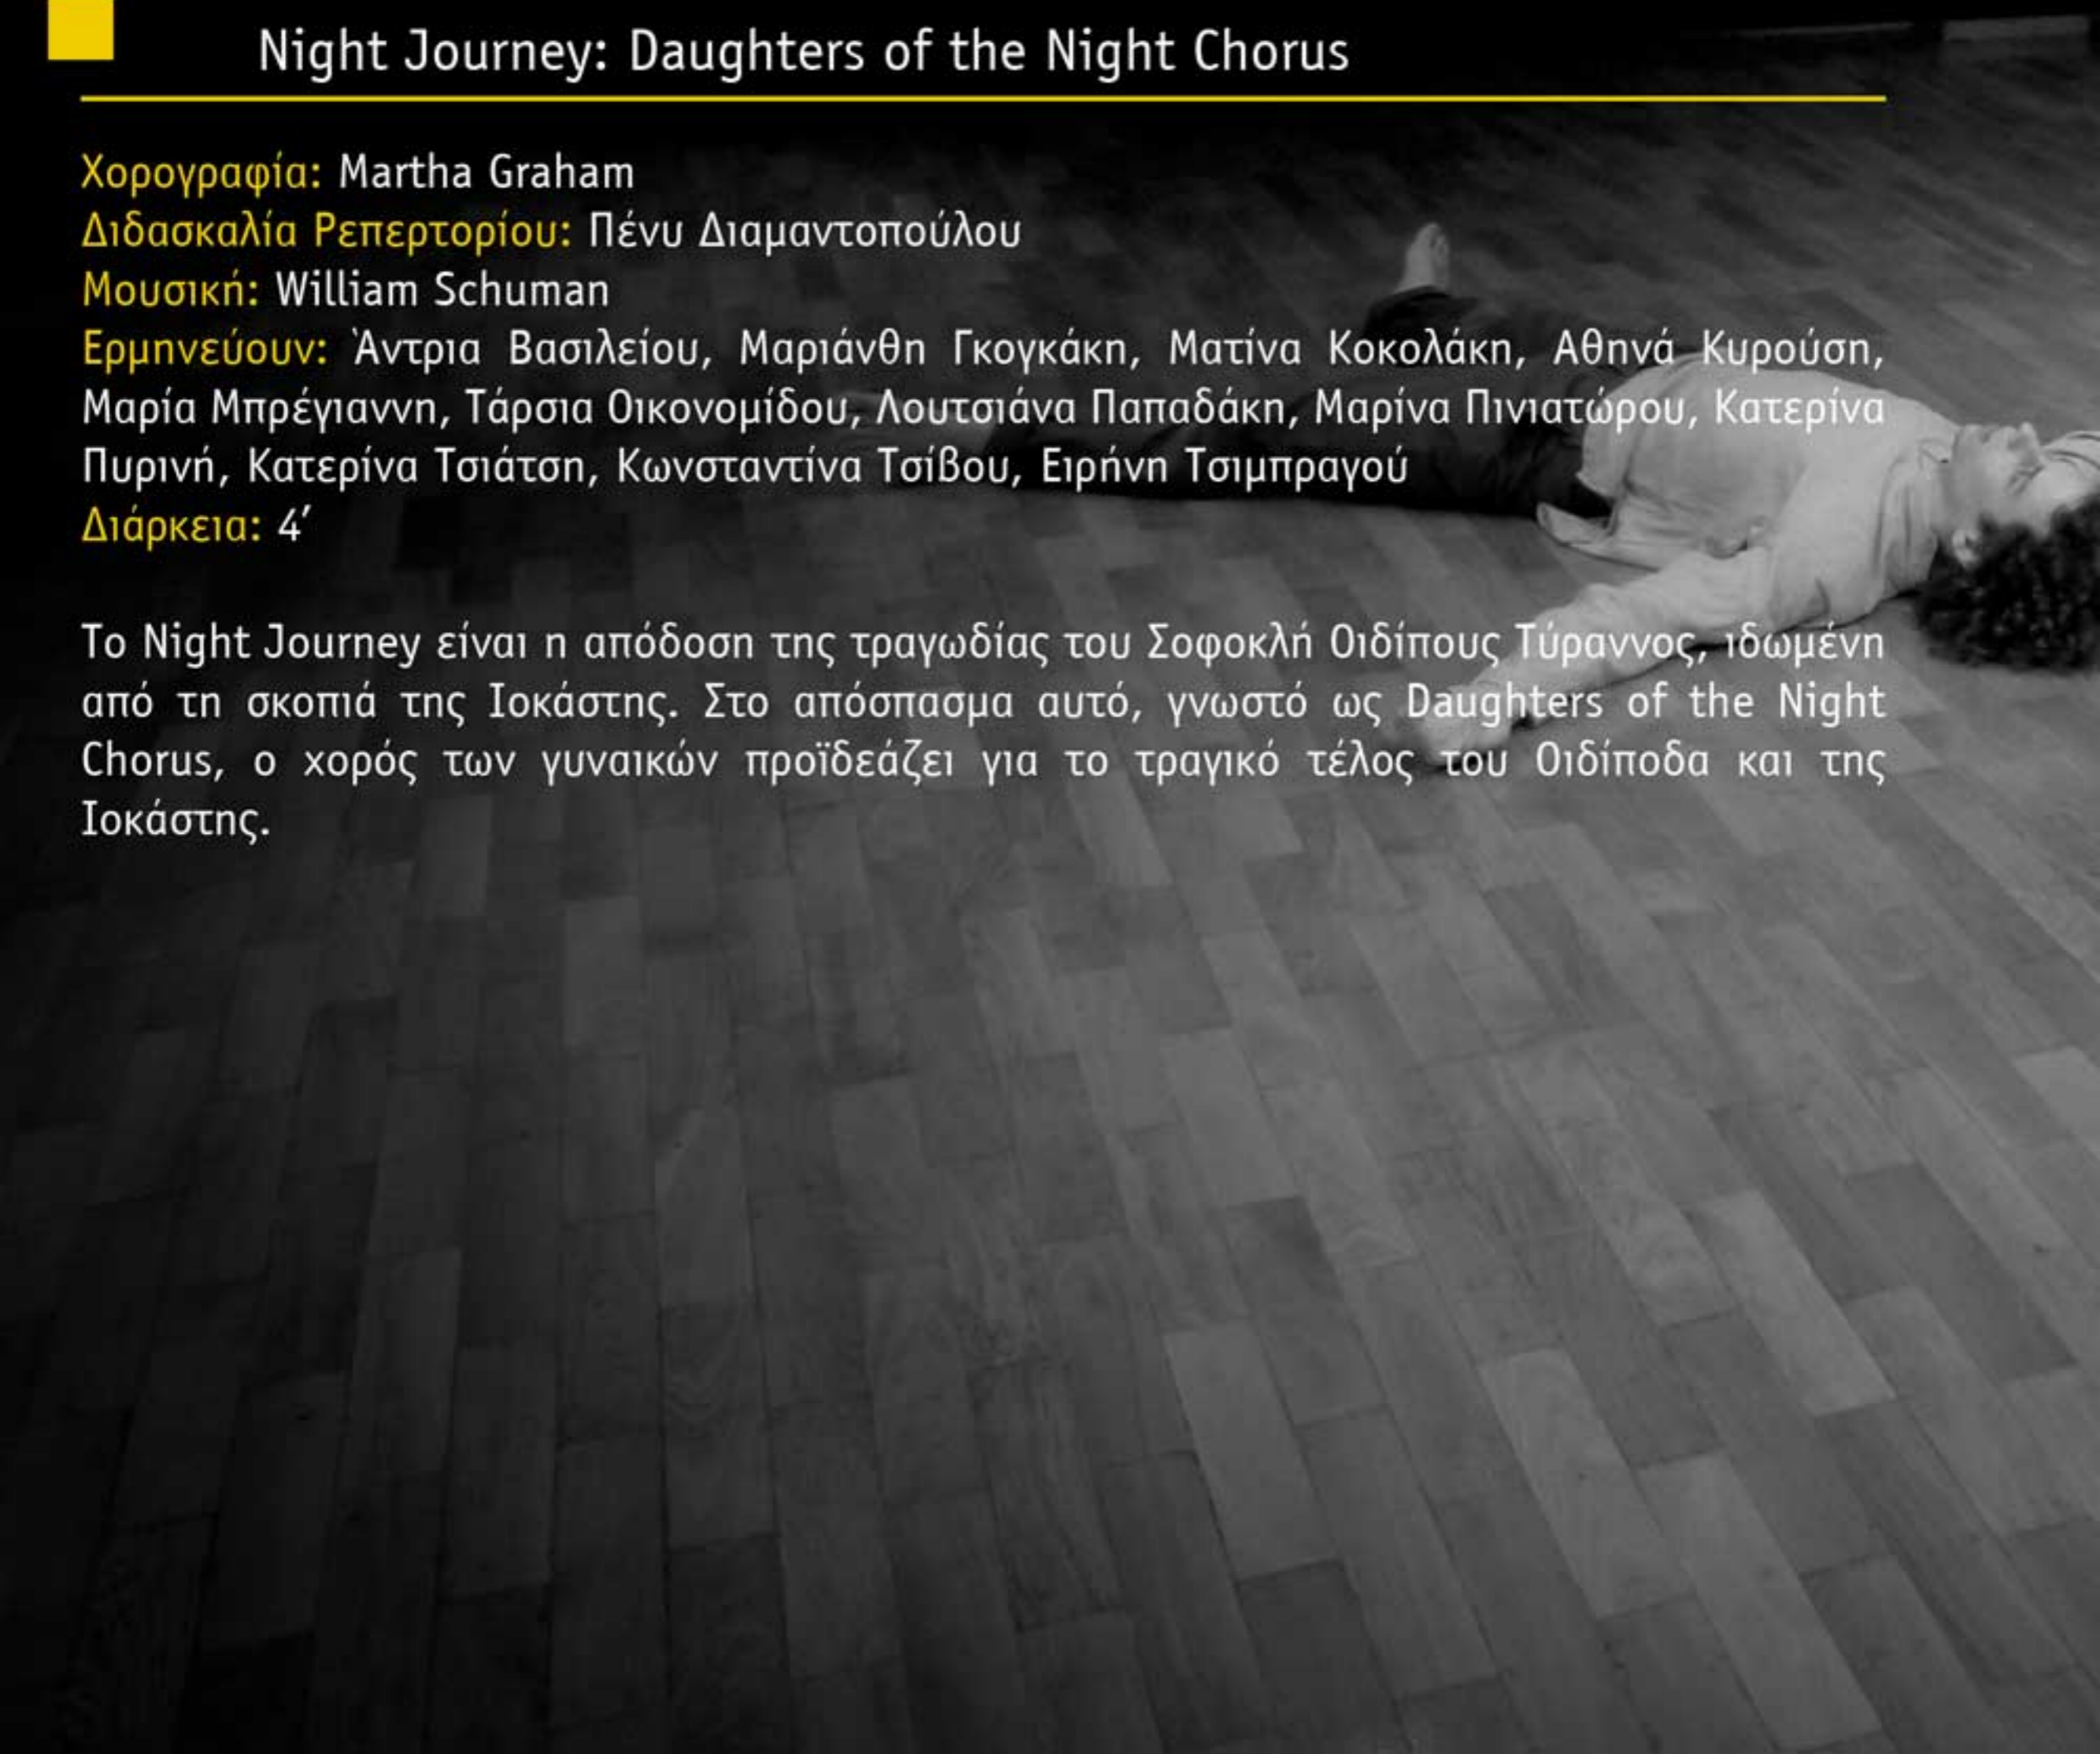 Night Journey: Daughters of the Night Chorus
Χορογραφία: Martha Graham
Διδασκαλία Ρεπερτορίου: Πένυ Διαμαντοπούλου
Μουσική: William Schuman
Ερμηνεύουν: Ἂντρια Βασιλείου, Μαριάνθη Γκογκάκη, Ματίνα Κοκολάκη, Αθηνά Κυρούση,
Μαρία Μπρέγιαννη, Τάρσια Οικονομίδου, Λουτσιάνα Παπαδάκη, Μαρίνα Πινιατώρου, Κατερίνα
Πυρινή, Κατερίνα Τσιάτση, Κωνσταντίνα Τσίβου, Ειρήνη Τσιμπραγού
Διάρκεια: 4’
Το Night Journey είναι η απόδοση της τραγωδίας του Σοφοκλή Οιδίπους Τύραννος, ιδωμένη
από τη σκοπιά της Ιοκάστης. Στο απόσπασμα αυτό, γνωστό ως Daughters of the Night
Chorus, ο χορός των γυναικών προϊδεάζει για το τραγικό τέλος του Οιδίποδα και της
Ιοκάστης.